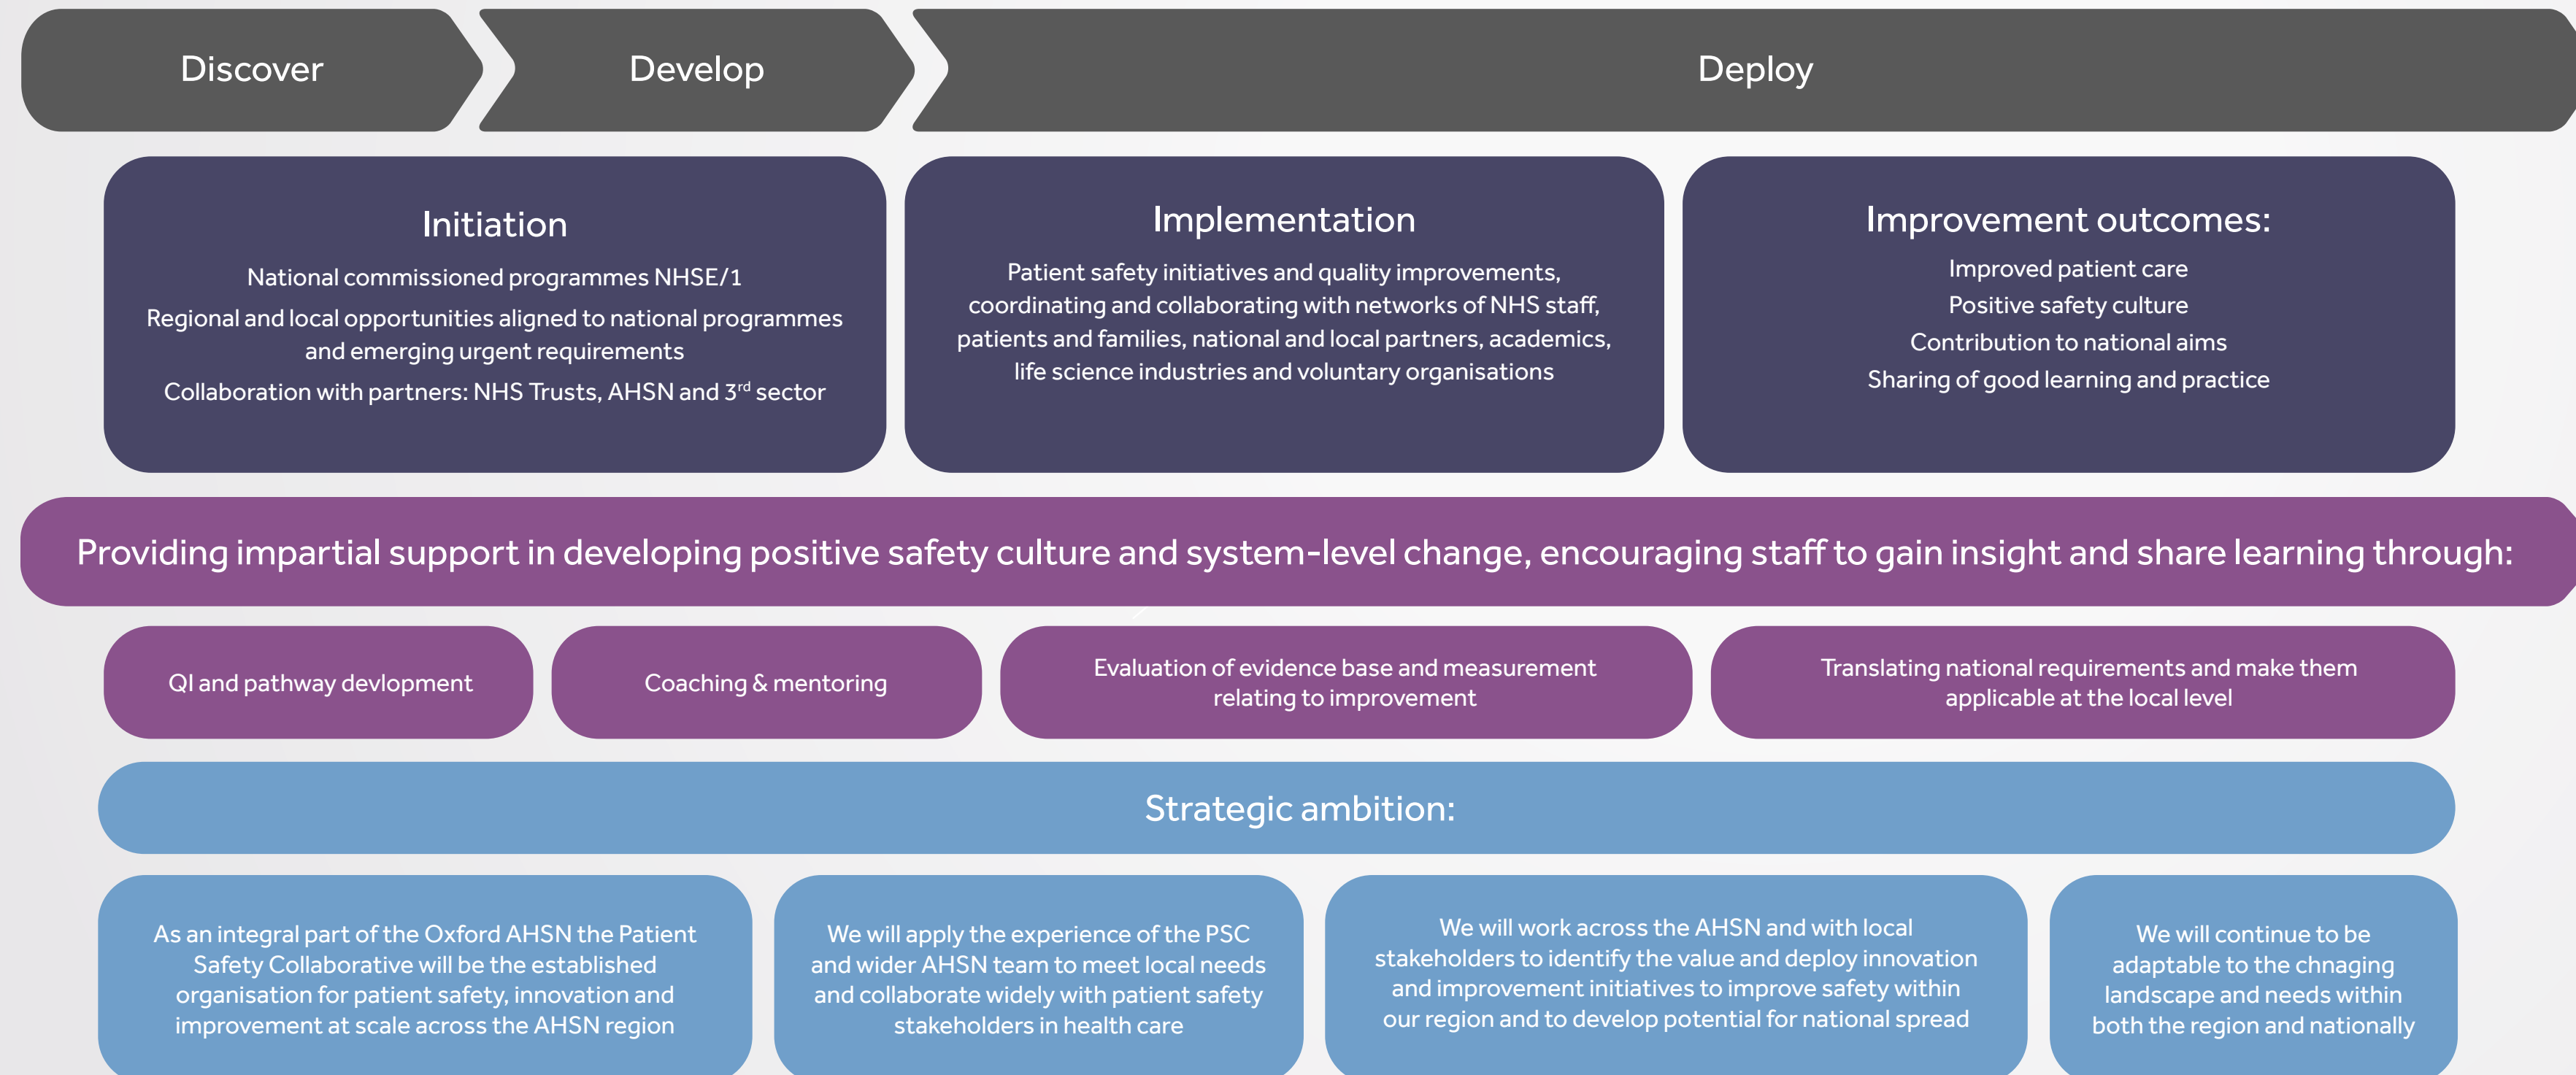 Discover
Develop
Deploy
Initiation
National commissioned programmes NHSE/1
Regional and local opportunities aligned to national programmes
and emerging urgent requirements
Collaboration with partners: NHS Trusts, AHSN and 3rd sector
Implementation
Patient safety initiatives and quality improvements,
coordinating and collaborating with networks of NHS staff,
patients and families, national and local partners, academics,
life science industries and voluntary organisations
Improvement outcomes:
Improved patient care
Positive safety culture
Contribution to national aims
Sharing of good learning and practice
Providing impartial support in developing positive safety culture and system-level change, encouraging staff to gain insight and share learning through:
QI and pathway devlopment
Coaching & mentoring
Evaluation of evidence base and measurement
relating to improvement
Translating national requirements and make them
applicable at the local level
Strategic ambition:
As an integral part of the Oxford AHSN the Patient
Safety Collaborative will be the established
organisation for patient safety, innovation and
improvement at scale across the AHSN region
We will apply the experience of the PSC
and wider AHSN team to meet local needs
and collaborate widely with patient safety
stakeholders in health care
We will work across the AHSN and with local
stakeholders to identify the value and deploy innovation
and improvement initiatives to improve safety within
our region and to develop potential for national spread
We will continue to be
adaptable to the chnaging
landscape and needs within
both the region and nationally